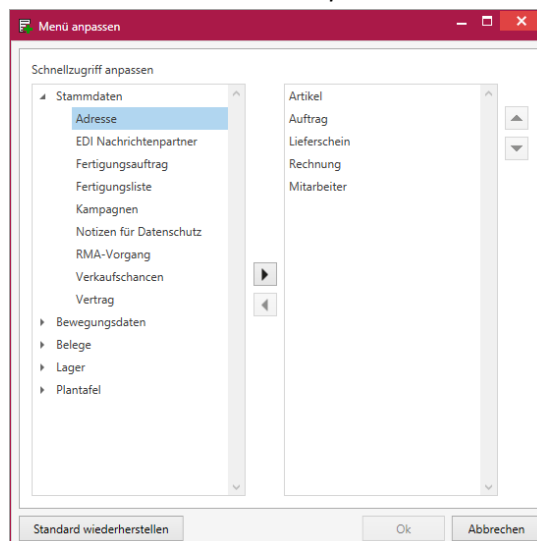 Menü anpassen
Schnellzugriff anpassen
Stammdaten
Adresse
EDI Nachrichtenpartner
Fertigungsauftrag
Fertigungsliste
Kampagnen
Notizen für Datenschutz
RMA-Vorgang
Verkaufschancen
Vertrag
Bewegungsdaten
Belege
Lager
Plantafel
Artikel
Auftrag
Lieferschein
Rechnung
Mitarbeiter
Standard wiederherstellen
Ok
Abbrechen